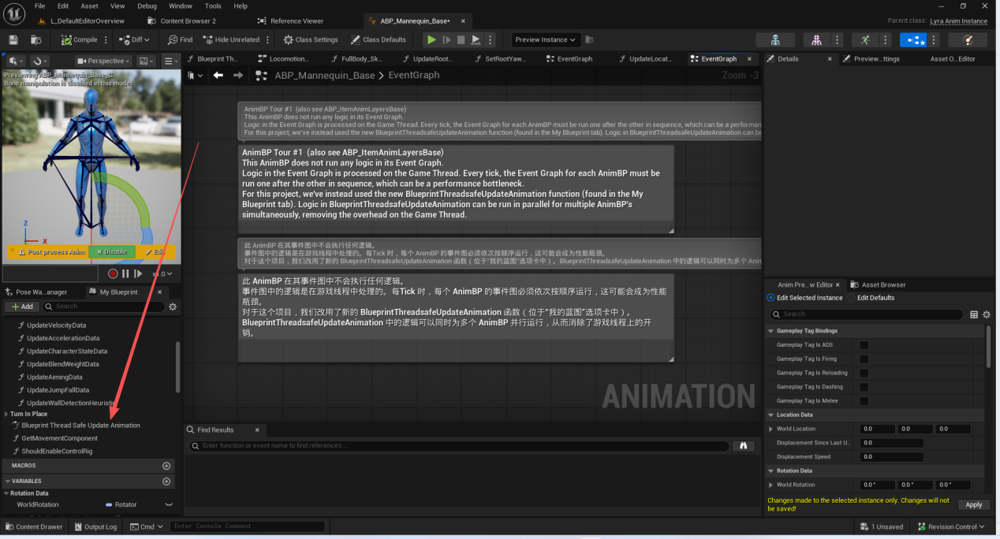 File Edit Asset View Debug Window Tools Help
L_DefaultEditorOverview
Content Browser 2
Reference Viewer
ABP_Mannequin_Base*
Parent class: Lyra Anim Instance
Compile
Diff
Find
Hide Unrelated
Class Settings
Class Defaults
Preview Instance
Perspective
Blueprint Th...
Locomotion...
FullBody_Sk...
UpdateRoot...
SetRootYaw...
EventGraph
UpdateLocat...
EventGraph
Details
Preview...ttings
Asset O...Editor
Previewing ABP_Mannequin_Base_C.
Bone manipulation is disabled in this mode.
ABP_Mannequin_Base > EventGraph
Zoom -3
AnimBP Tour #1 (also see ABP_ItemAnimLayersBase)
This AnimBP does not run any logic in its Event Graph.
Logic in the Event Graph is processed on the Game Thread. Every tick, the Event Graph for each AnimBP must be run one after the other in sequence, which can be a performan
For this project, we've instead used the new BlueprintThreadsafeUpdateAnimation function (found in the My Blueprint tab). Logic in BlueprintThreadsafeUpdateAnimation can be
AnimBP Tour #1 (also see ABP_ItemAnimLayersBase)
This AnimBP does not run any logic in its Event Graph.
Logic in the Event Graph is processed on the Game Thread. Every tick, the Event Graph for each AnimBP must be
run one after the other in sequence, which can be a performance bottleneck.
For this project, we've instead used the new BlueprintThreadsafeUpdateAnimation function (found in the My
Blueprint tab). Logic in BlueprintThreadsafeUpdateAnimation can be run in parallel for multiple AnimBP's
simultaneously, removing the overhead on the Game Thread.
此 AnimBP 在其事件图中不会执行任何逻辑。
事件图中的逻辑是在游戏线程中处理的。每Tick 时，每个 AnimBP 的事件图必须依次按顺序运行，这可能会成为性能瓶颈。
对于这个项目，我们改用了新的 BlueprintThreadsafeUpdateAnimation 函数（位于“我的蓝图”选项卡中）。BlueprintThreadsafeUpdateAnimation 中的逻辑可以同时为多个 Anim
此 AnimBP 在其事件图中不会执行任何逻辑。
事件图中的逻辑是在游戏线程中处理的。每Tick 时，每个 AnimBP 的事件图必须依次按顺序运行，这可能会成为性能
瓶颈。
对于这个项目，我们改用了新的 BlueprintThreadsafeUpdateAnimation 函数（位于“我的蓝图”选项卡中）。
BlueprintThreadsafeUpdateAnimation 中的逻辑可以同时为多个 AnimBP 并行运行，从而消除了游戏线程上的开
销。
ANIMATION
Z
X
Post process Anim:
Disable
Edit
x1.0
Pose Wa...anager
My Blueprint
Add
Search
UpdateVelocityData
UpdateAccelerationData
UpdateCharacterStateData
UpdateBlendWeightData
UpdateAimingData
UpdateJumpFallData
UpdateWallDetectionHeuristic
Turn In Place
Blueprint Thread Safe Update Animation
GetMovementComponent
ShouldEnableControlRig
MACROS
VARIABLES
Rotation Data
WorldRotation Rotator
Find Results
Enter function or event name to find references...
Anim Pre...w Editor
Asset Browser
Edit Selected Instance
Edit Defaults
Search
Gameplay Tag Bindings
Gameplay Tag Is ADS
Gameplay Tag Is Firing
Gameplay Tag Is Reloading
Gameplay Tag Is Dashing
Gameplay Tag Is Melee
Location Data
World Location 0.0 0.0 0.0
Displacement Since Last U... 0.0
Displacement Speed 0.0
Rotation Data
World Rotation 0.0 ° 0.0 ° 0.0 °
Changes made to the selected instance only. Changes will not
be saved!
Apply
Content Drawer
Output Log
Cmd
Enter Console Command
1 Unsaved
Revision Control